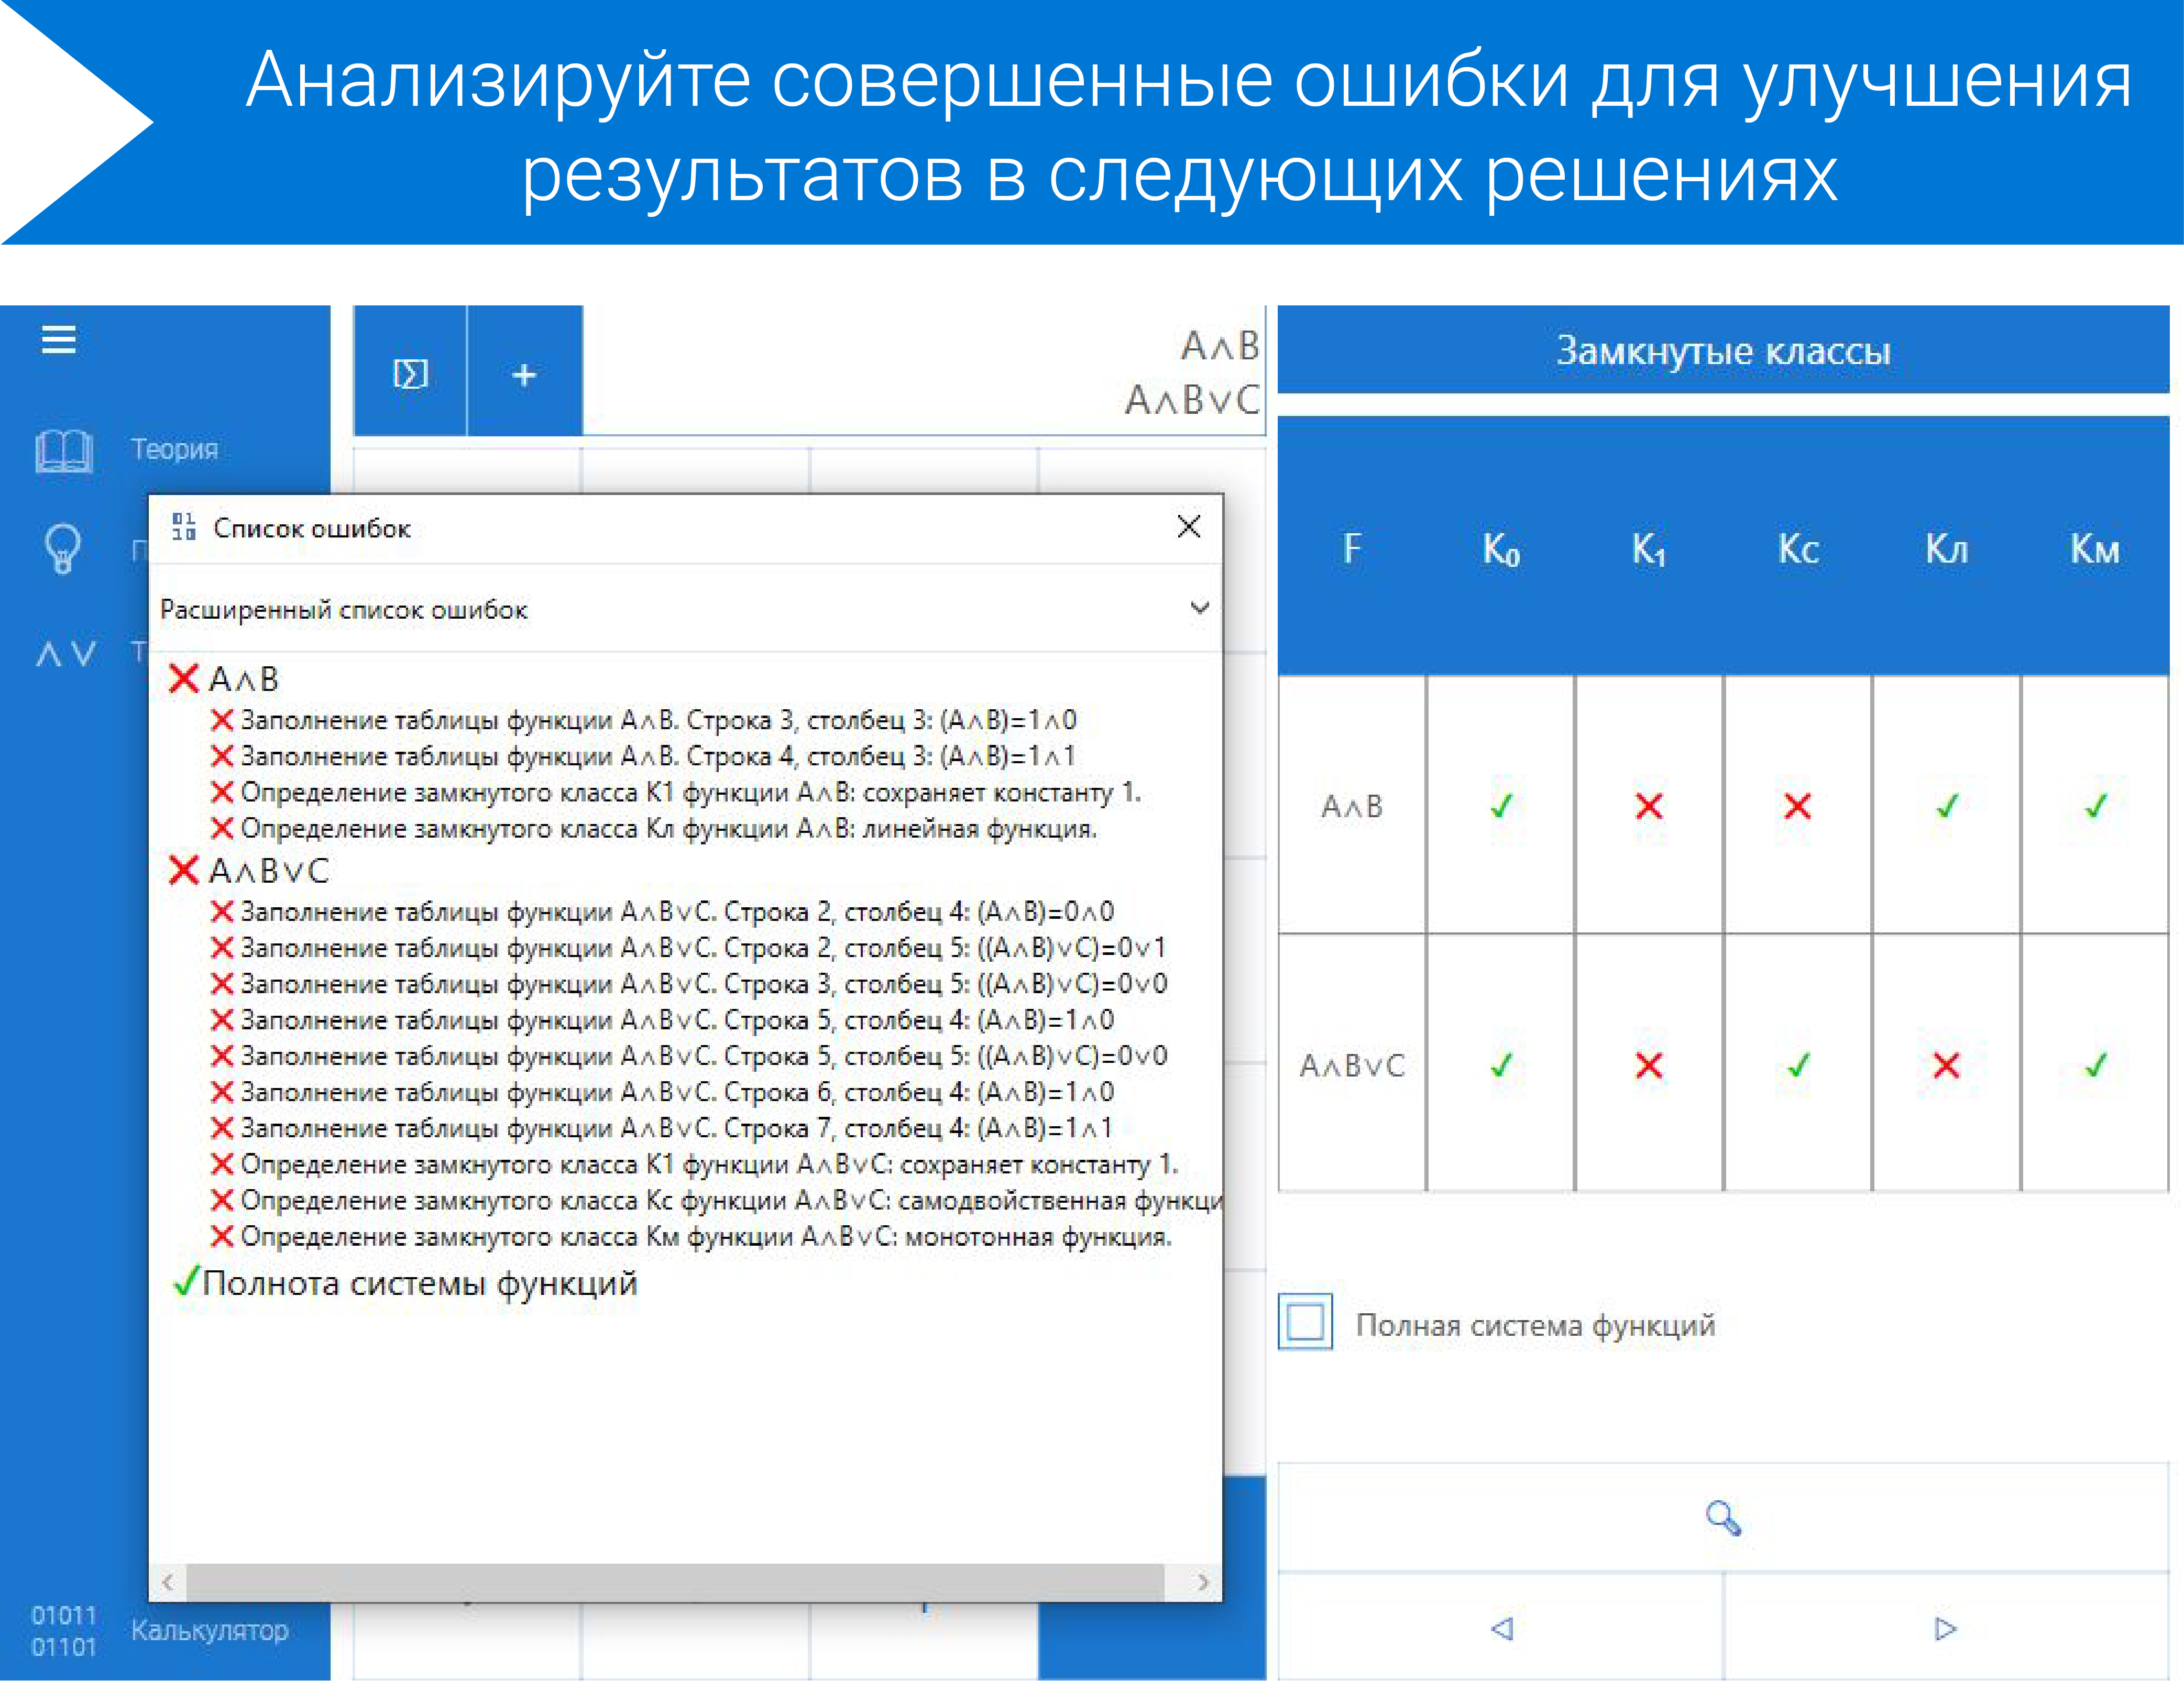 Анализируйте совершенные ошибки для улучшения
результатов в следующих решениях
[∑]
+
A∧B
A∧B∨C
Замкнутые классы
Теория
П
∧∨ Т
Список ошибок
Расширенный список ошибок
A∧B
Заполнение таблицы функции A∧B. Строка 3, столбец 3: (A∧B)=1∧0
Заполнение таблицы функции A∧B. Строка 4, столбец 3: (A∧B)=1∧1
Определение замкнутого класса К1 функции A∧B: сохраняет константу 1.
Определение замкнутого класса Кл функции A∧B: линейная функция.
A∧B∨C
Заполнение таблицы функции A∧B∨C. Строка 2, столбец 4: (A∧B)=0∧0
Заполнение таблицы функции A∧B∨C. Строка 2, столбец 5: ((A∧B)∨C)=0∨1
Заполнение таблицы функции A∧B∨C. Строка 3, столбец 5: ((A∧B)∨C)=0∨0
Заполнение таблицы функции A∧B∨C. Строка 5, столбец 4: (A∧B)=1∧0
Заполнение таблицы функции A∧B∨C. Строка 5, столбец 5: ((A∧B)∨C)=0∨0
Заполнение таблицы функции A∧B∨C. Строка 6, столбец 4: (A∧B)=1∧0
Заполнение таблицы функции A∧B∨C. Строка 7, столбец 4: (A∧B)=1∧1
Определение замкнутого класса К1 функции A∧B∨C: сохраняет константу 1.
Определение замкнутого класса Кс функции A∧B∨C: самодвойственная функци
Определение замкнутого класса Км функции A∧B∨C: монотонная функция.
Полнота системы функций
F K₀ K₁ Kс Kл Kм
A∧B ✓ ✕ ✕ ✓ ✓
A∧B∨C ✓ ✕ ✓ ✕ ✓
Полная система функций
01011
01101
Калькулятор